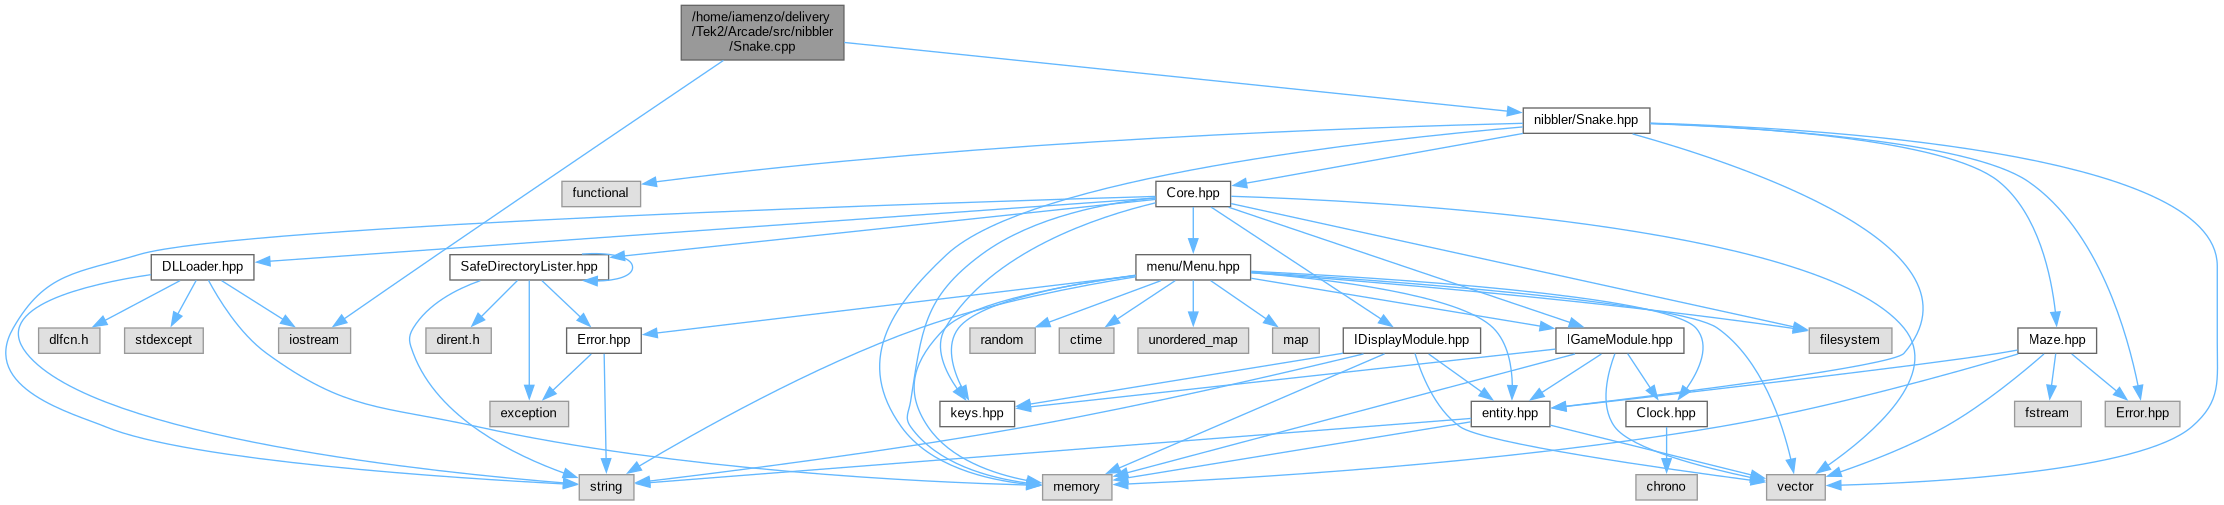 /home/iamenzo/delivery
/Tek2/Arcade/src/nibbler
/Snake.cpp
nibbler/Snake.hpp
functional
Core.hpp
DLLoader.hpp
SafeDirectoryLister.hpp
menu/Menu.hpp
dlfcn.h
stdexcept
iostream
dirent.h
Error.hpp
random
ctime
unordered_map
map
IDisplayModule.hpp
IGameModule.hpp
filesystem
Maze.hpp
exception
keys.hpp
entity.hpp
Clock.hpp
fstream
Error.hpp
string
memory
chrono
vector